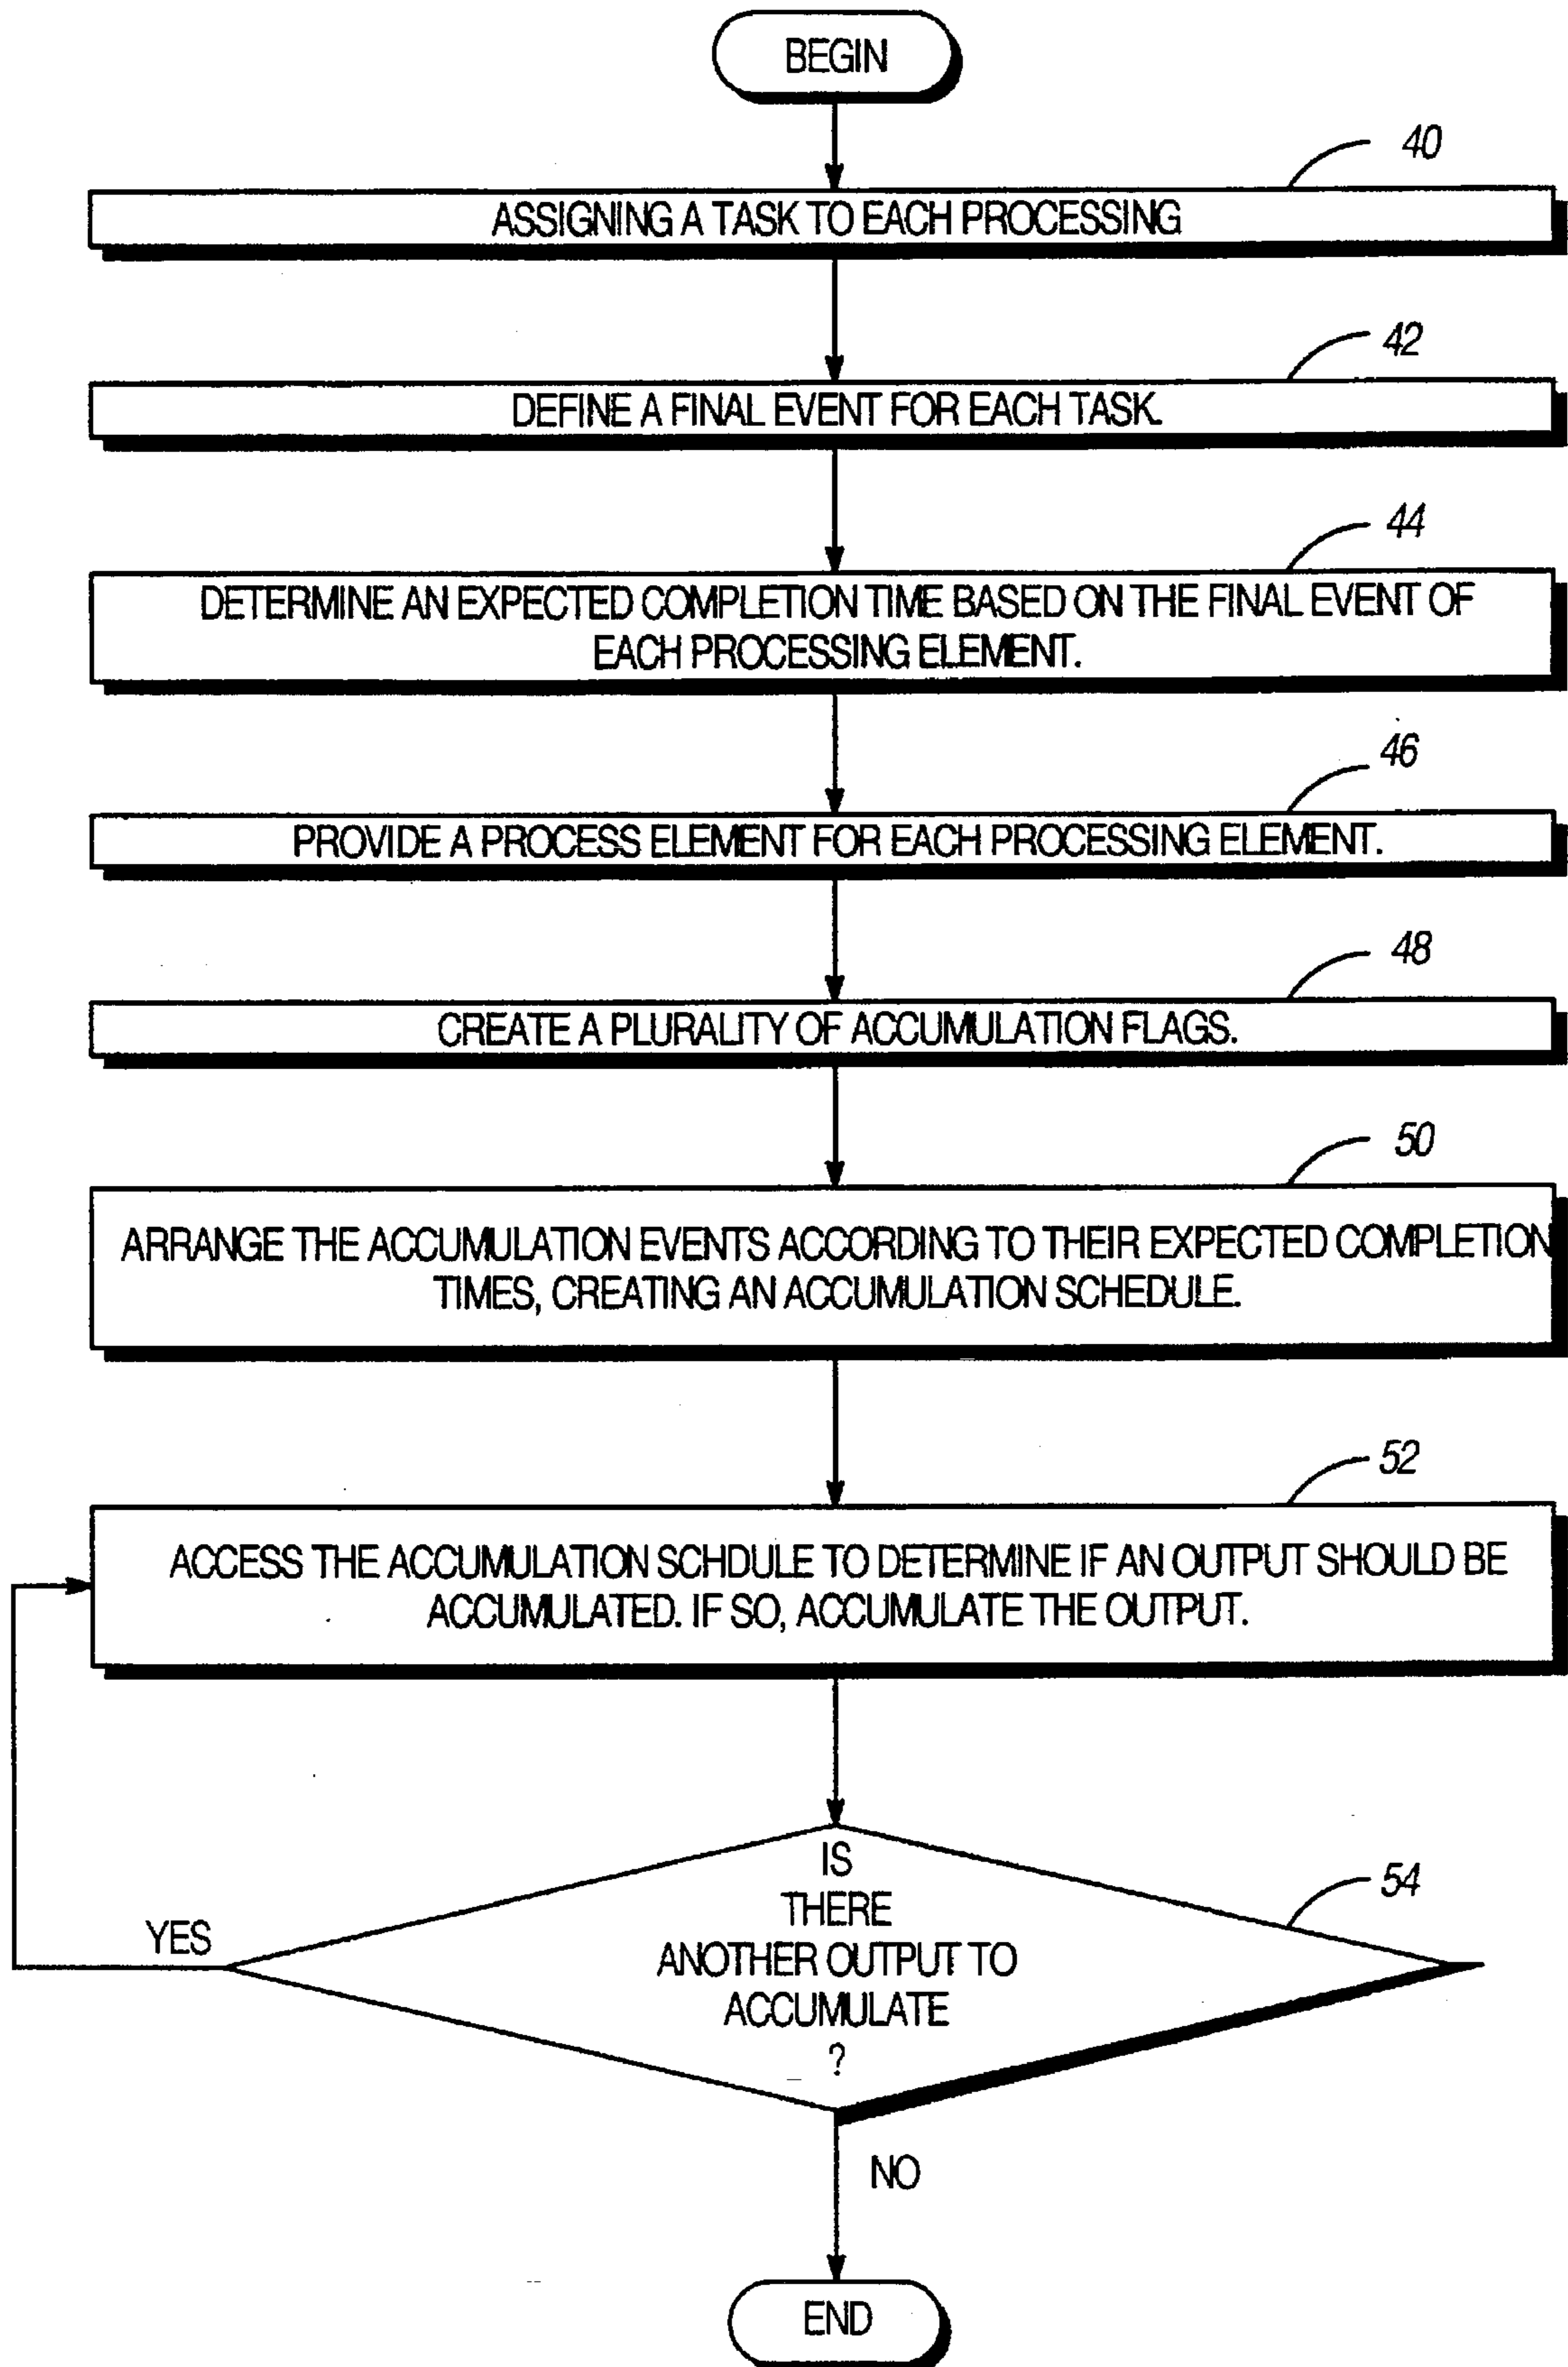 BEGIN
40
ASSIGNING A TASK TO EACH PROCESSING
42
DEFINE A FINAL EVENT FOR EACH TASK.
44
DETERMINE AN EXPECTED COMPLETION TIME BASED ON THE FINAL EVENT OF
EACH PROCESSING ELEMENT.
46
PROVIDE A PROCESS ELEMENT FOR EACH PROCESSING ELEMENT.
48
CREATE A PLURALITY OF ACCUMULATION FLAGS.
50
ARRANGE THE ACCUMULATION EVENTS ACCORDING TO THEIR EXPECTED COMPLETION
TIMES, CREATING AN ACCUMULATION SCHEDULE.
52
ACCESS THE ACCUMULATION SCHDULE TO DETERMINE IF AN OUTPUT SHOULD BE
ACCUMULATED. IF SO, ACCUMULATE THE OUTPUT.
54
IS
THERE
ANOTHER OUTPUT TO
ACCUMULATE
?
YES
NO
END